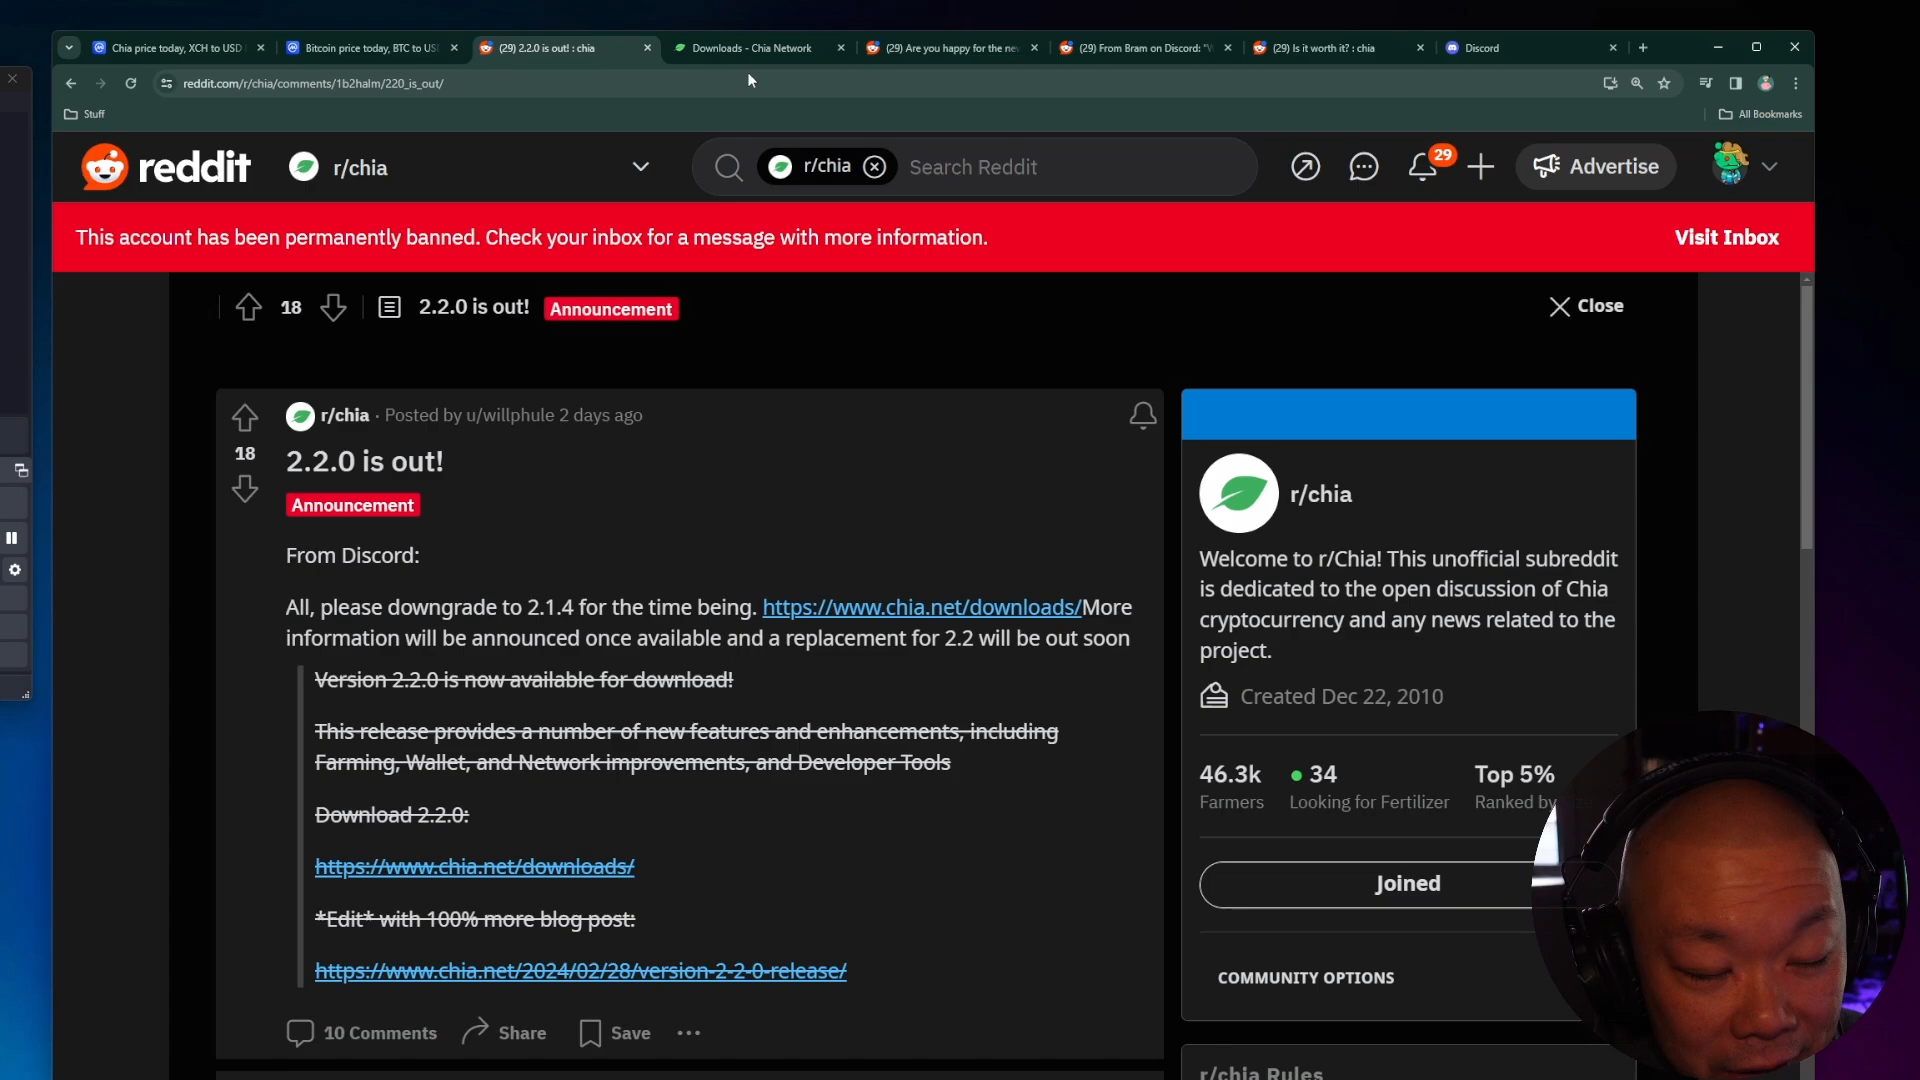 Chia price today, XCH to USD
Bitcoin price today, BTC to USD
(29) 2.2.0 is out! : chia
Downloads - Chia Network
(29) Are you happy for the new
(29) From Bram on Discord: "
(29) Is it worth it? : chia
Discord
reddit.com/r/chia/comments/1b2halm/220_is_out/
Stuff
All Bookmarks
reddit
r/chia
r/chia
Search Reddit
29
Advertise
This account has been permanently banned. Check your inbox for a message with more information.
Visit Inbox
18
2.2.0 is out!
Announcement
Close
r/chia · Posted by u/willphule 2 days ago
18
2.2.0 is out!
Announcement
From Discord:
All, please downgrade to 2.1.4 for the time being. https://www.chia.net/downloads/More
information will be announced once available and a replacement for 2.2 will be out soon
Version 2.2.0 is now available for download!
This release provides a number of new features and enhancements, including
Farming, Wallet, and Network improvements, and Developer Tools
Download 2.2.0:
https://www.chia.net/downloads/
*Edit* with 100% more blog post:
https://www.chia.net/2024/02/28/version-2-2-0-release/
10 Comments
Share
Save
r/chia
Welcome to r/Chia! This unofficial subreddit
is dedicated to the open discussion of Chia
cryptocurrency and any news related to the
project.
Created Dec 22, 2010
46.3k
34
Top 5%
Farmers
Looking for Fertilizer
Ranked by
Joined
COMMUNITY OPTIONS
r/chia Rules